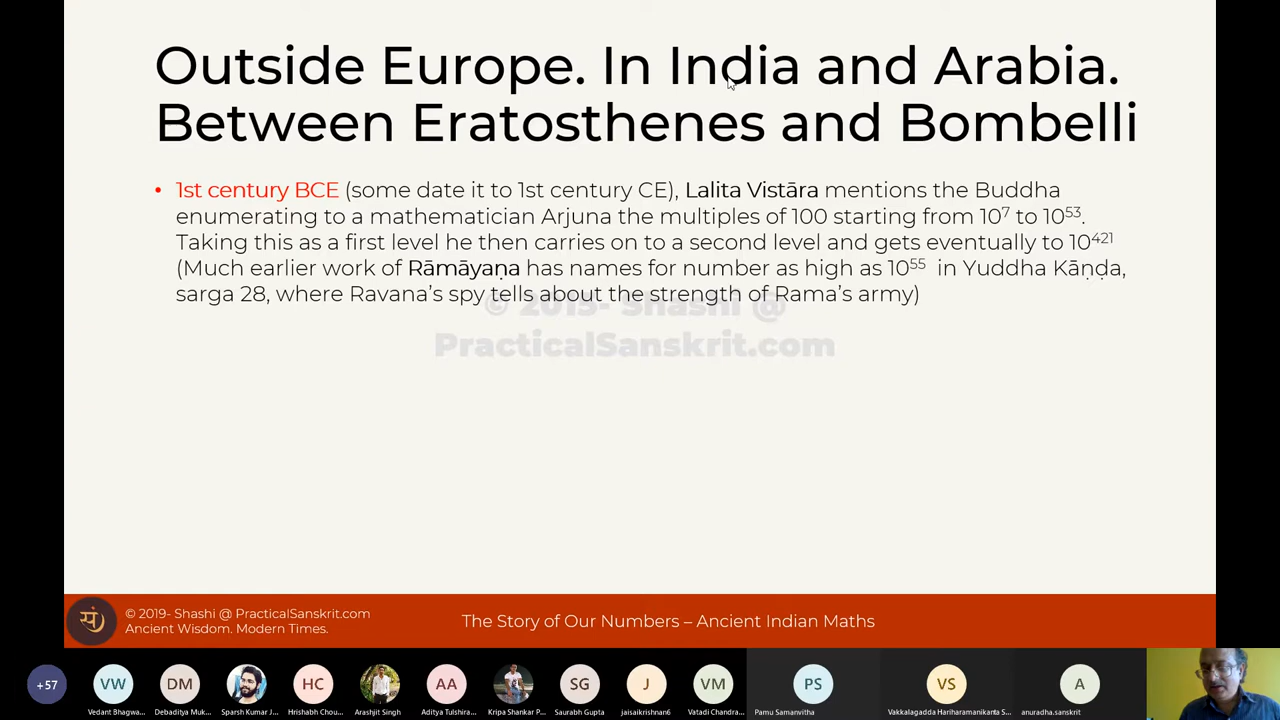 Outside Europe. In India and Arabia.
Between Eratosthenes and Bombelli
• 1st century BCE (some date it to 1st century CE), Lalita Vistāra mentions the Buddha
enumerating to a mathematician Arjuna the multiples of 100 starting from 10⁷ to 10⁵³.
Taking this as a first level he then carries on to a second level and gets eventually to 10⁴²¹
(Much earlier work of Rāmāyaṇa has names for number as high as 10⁵⁵ in Yuddha Kāṇḍa,
sarga 28, where Ravana's spy tells about the strength of Rama's army)
© 2015- Shashi @
PracticalSanskrit.com
सं
© 2019- Shashi @ PracticalSanskrit.com
Ancient Wisdom. Modern Times.
The Story of Our Numbers – Ancient Indian Maths
+57
VW
DM
HC
AA
SG
J
VM
PS
VS
A
Vedant Bhagwa...
Debaditya Muk...
Sparsh Kumar J...
Hrishabh Chou...
Arashjit Singh
Aditya Tulshira...
Kripa Shankar P...
Saurabh Gupta
jaisaikrishnan6
Vatadi Chandra...
Pamu Samanvitha
Vakkalagadda Hariharamanikanta S...
anuradha.sanskrit